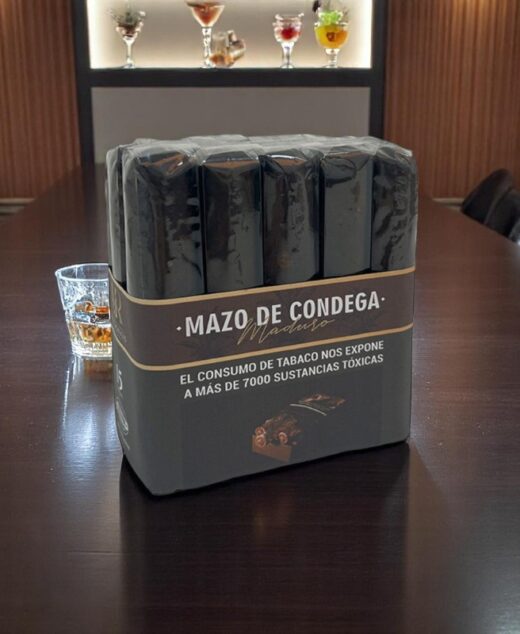 ·MAZO DE CONDEGA·
Maduro
EL CONSUMO DE TABACO NOS EXPONE
A MÁS DE 7000 SUSTANCIAS TÓXICAS